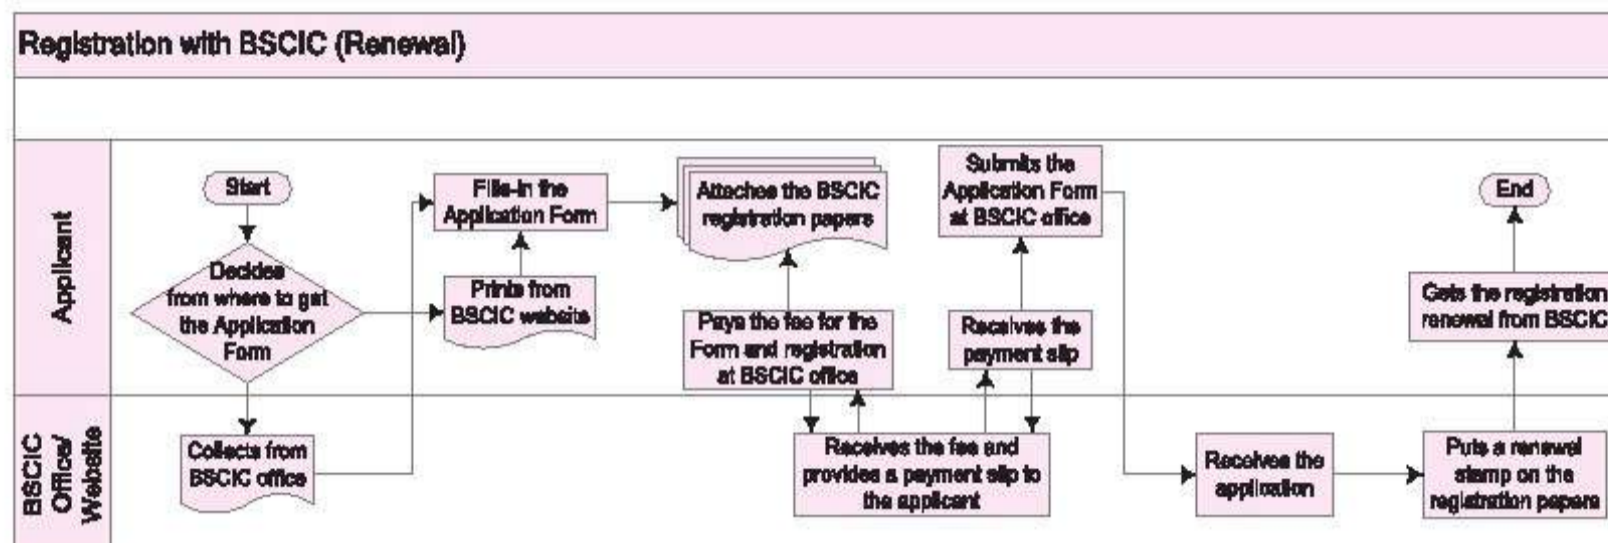 Registration with BSCIC (Renewal)
Applicant
Start
Decides
from where to get
the Application
Form
Fills-in the
Application Form
Prints from
BSCIC website
Attaches the BSCIC
registration papers
Pays the fee for the
Form and registration
at BSCIC office
Submits the
Application Form
at BSCIC office
Receives the
payment slip
End
Gets the registration
renewal from BSCIC
BSCIC
Office/
Website
Collects from
BSCIC office
Receives the fee and
provides a payment slip to
the applicant
Receives the
application
Puts a renewal
stamp on the
registration papers